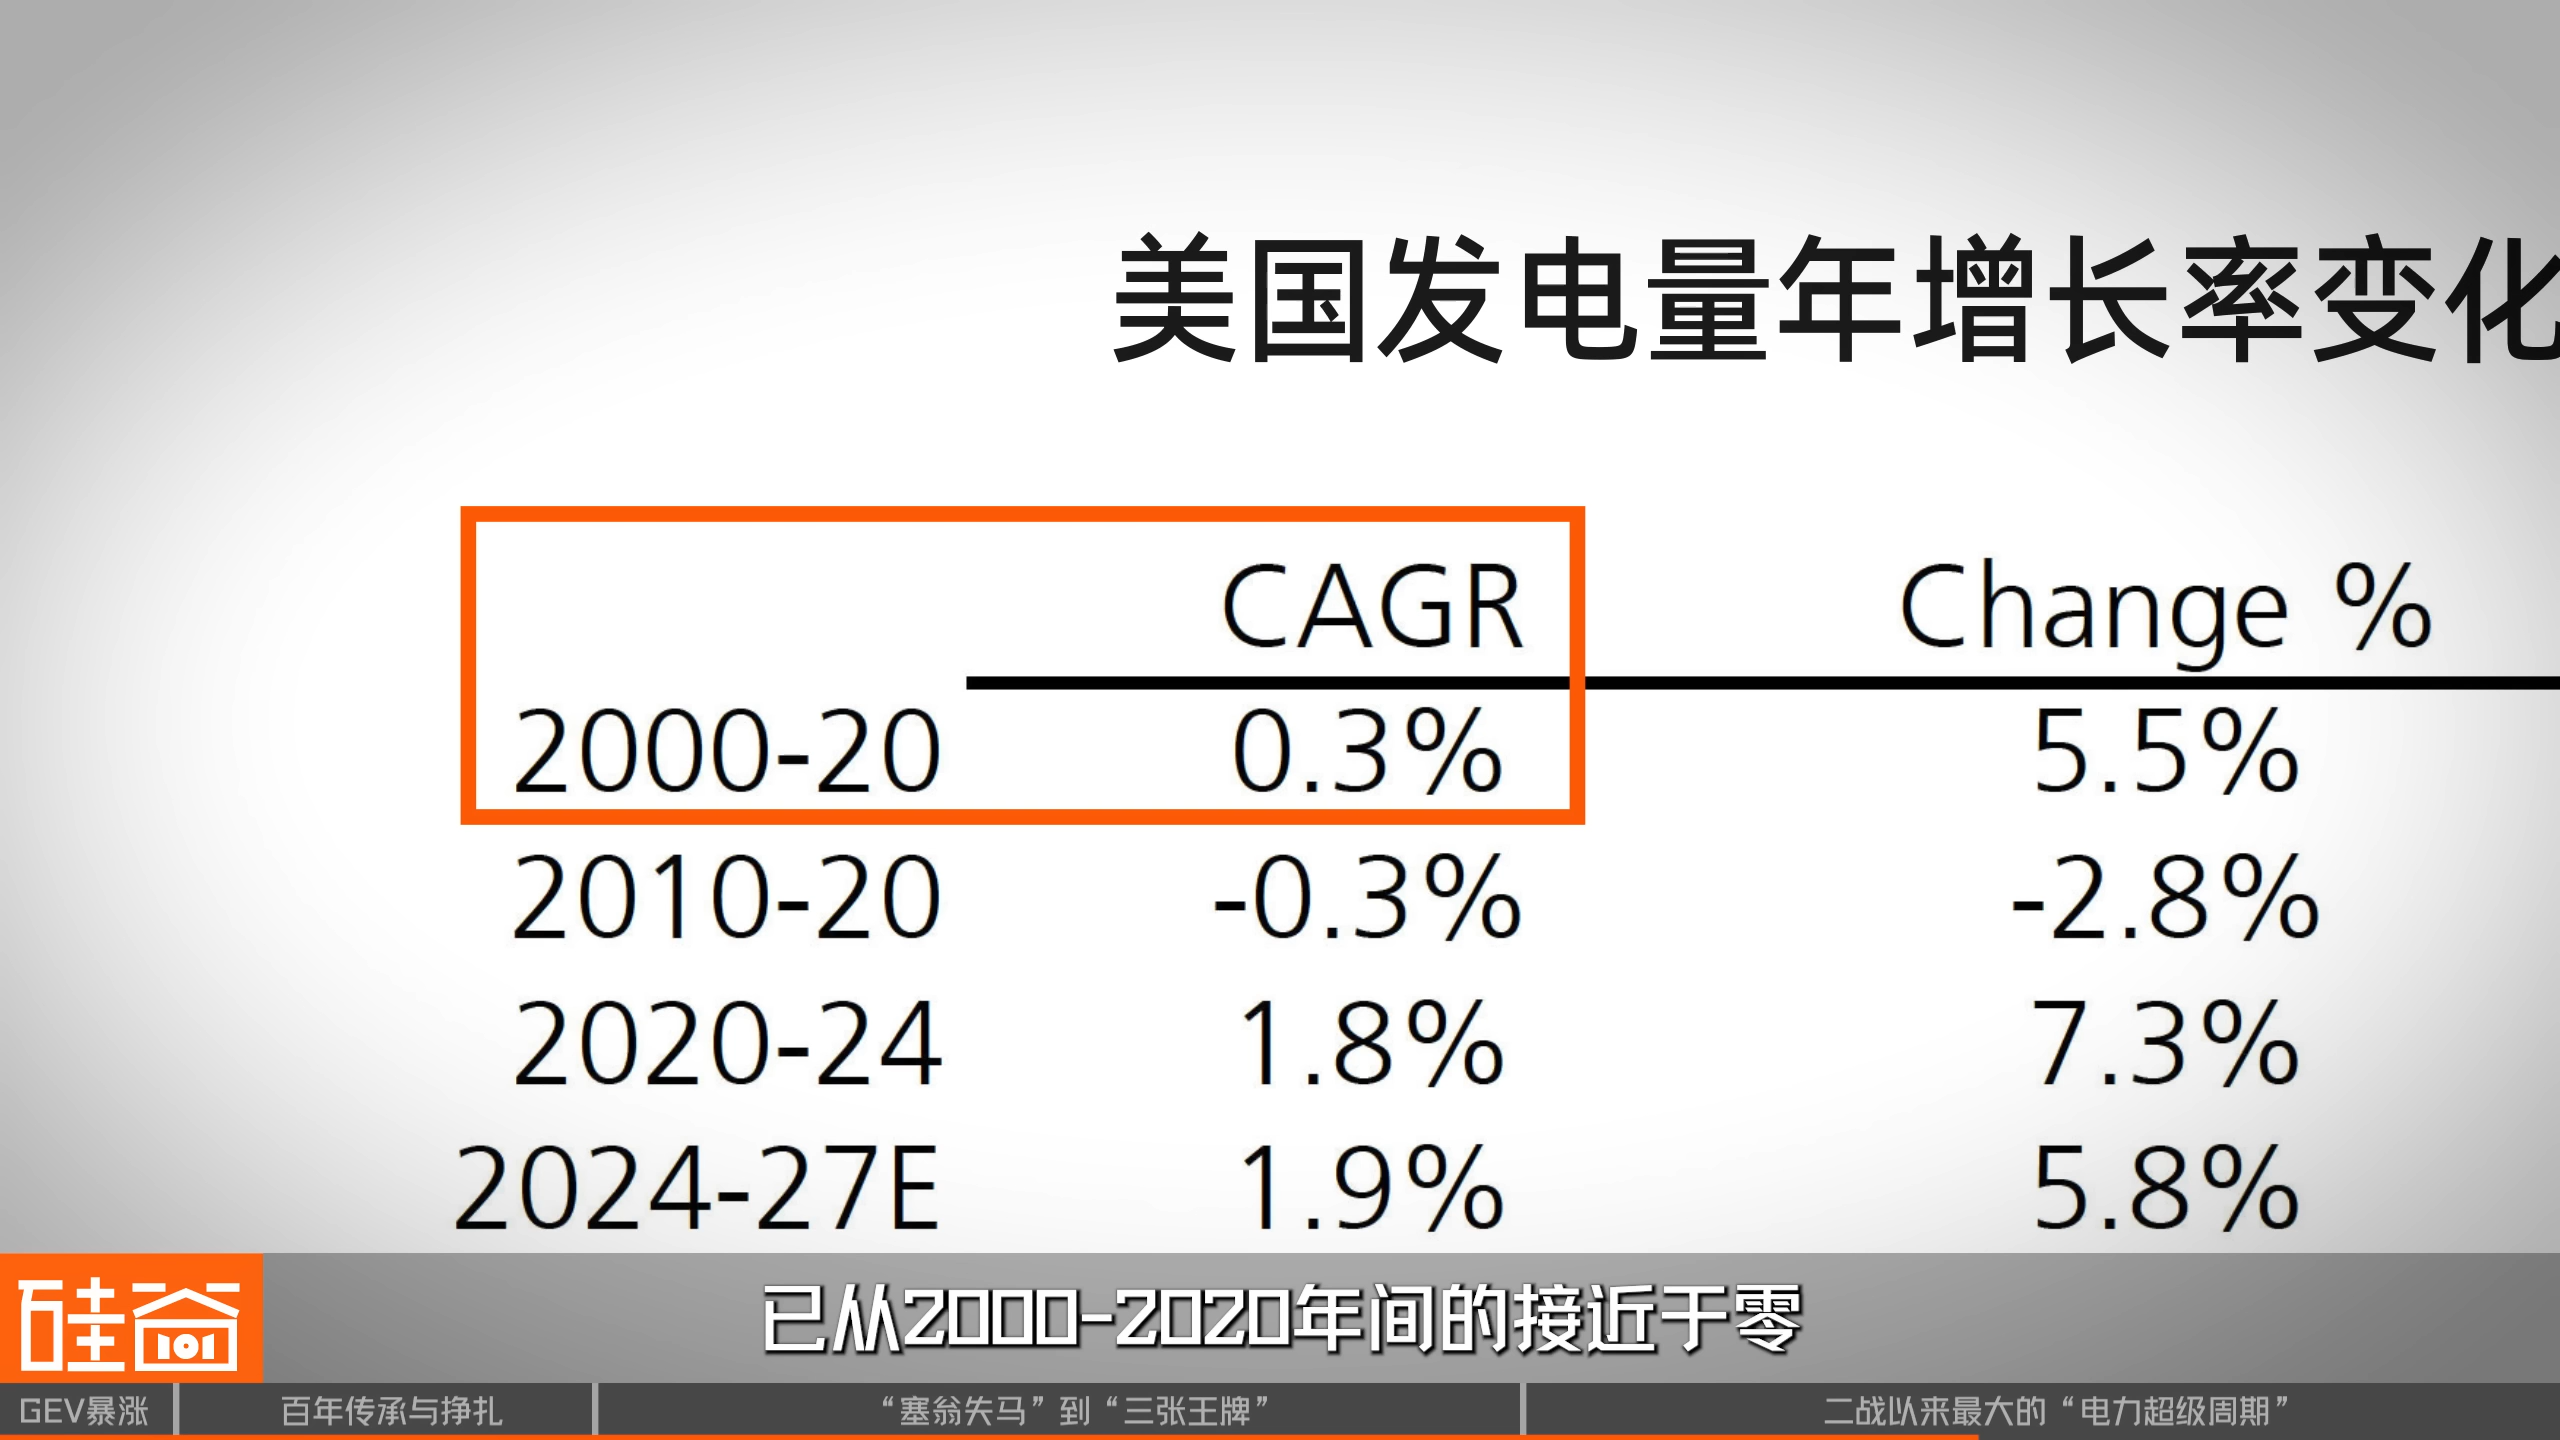 美国发电量年增长率变化
CAGR Change %
2000-20 0.3% 5.5%
2010-20 -0.3% -2.8%
2020-24 1.8% 7.3%
2024-27E 1.9% 5.8%
硅谷
101
已从2000-2020年间的接近于零
GEV暴涨 百年传承与挣扎 “塞翁失马”到“三张王牌” 二战以来最大的“电力超级周期”